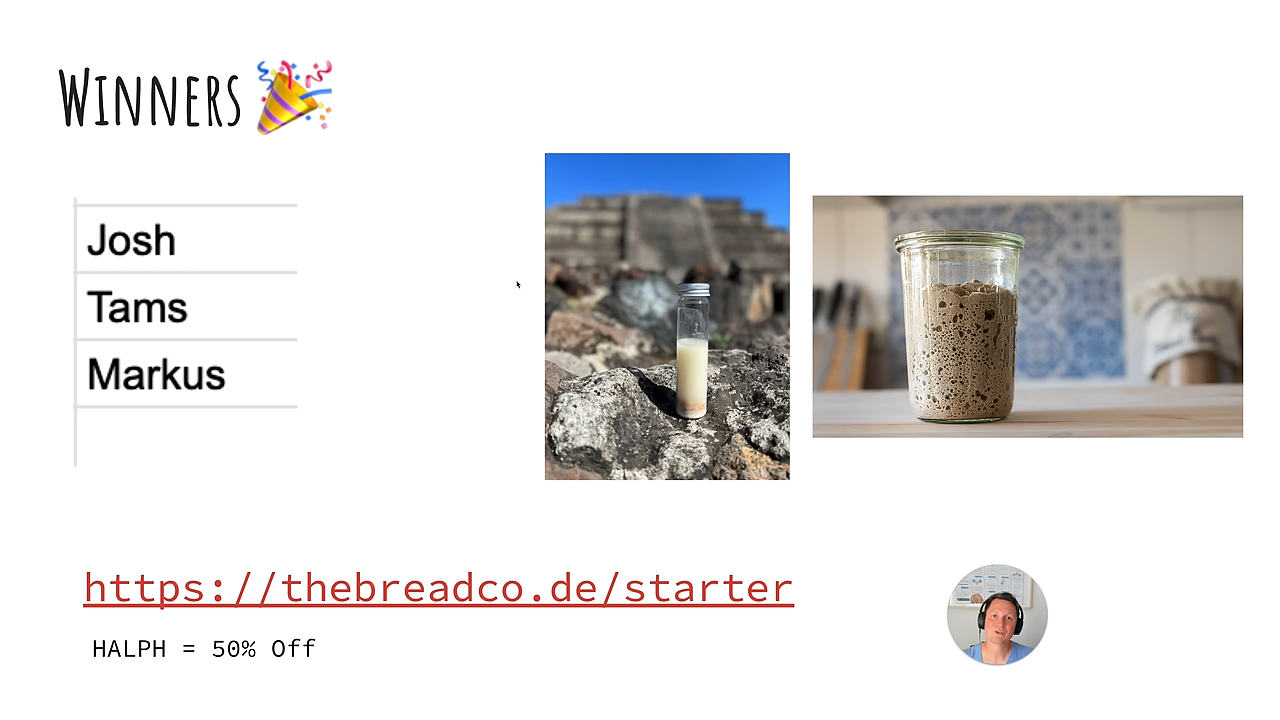 Winners 🎉
Josh
Tams
Markus
https://thebreadco.de/starter
HALPH = 50% Off